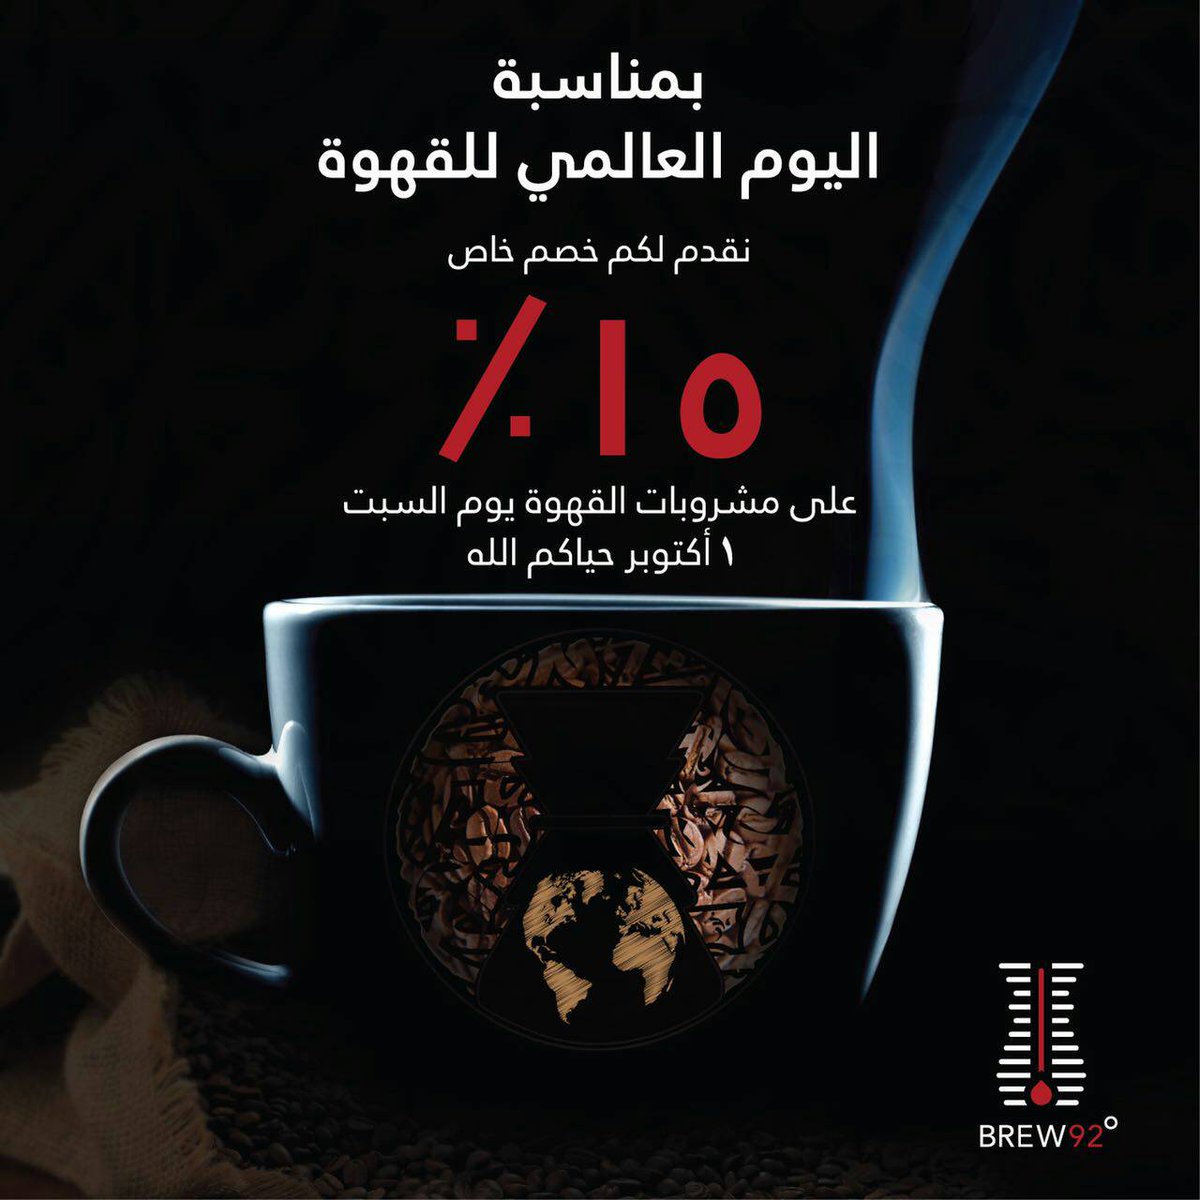 بمناسبة
اليوم العالمي للقهوة
نقدم لكم خصم خاص
١٥٪
على مشروبات القهوة يوم السبت
١ أكتوبر حياكم الله
BREW92°